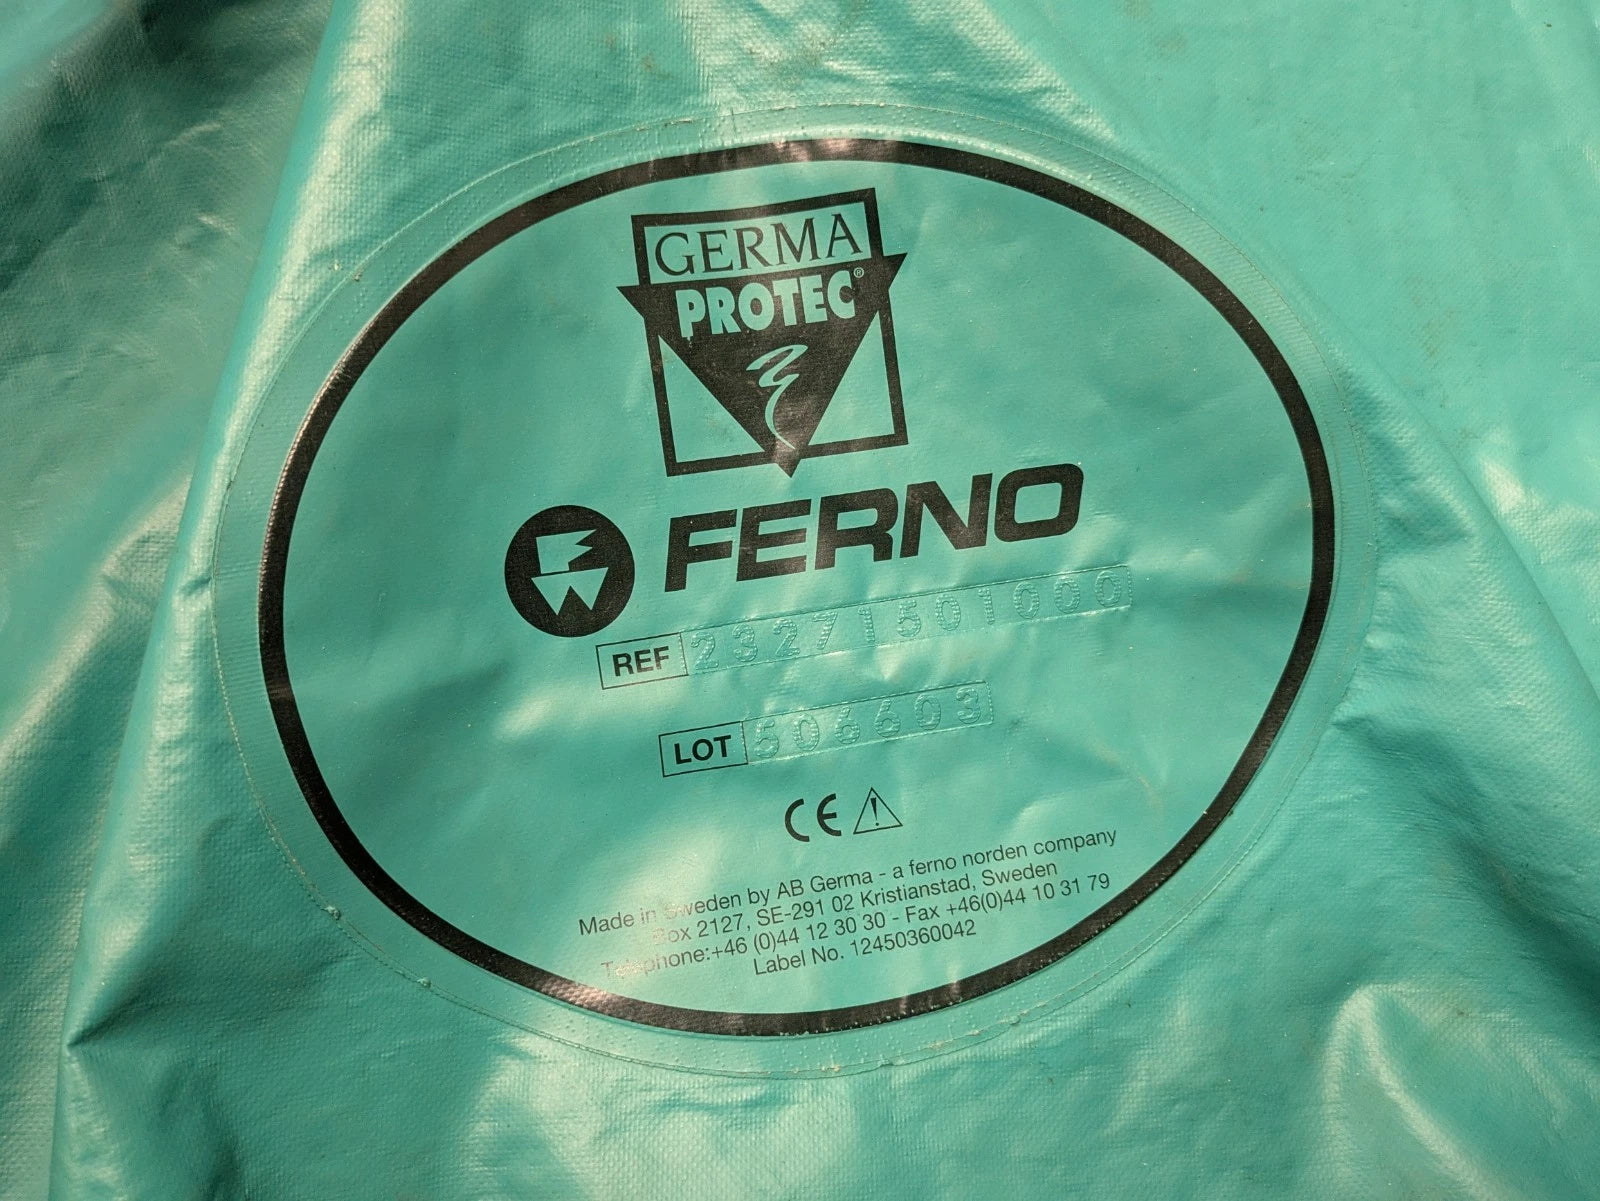 GERMA
PROTEC®
FERNO
REF 23271501000
LOT 506603
CE
Made in Sweden by AB Germa - a ferno norden company
Box 2127, SE-291 02 Kristianstad, Sweden
Telephone:+46 (0)44 12 30 30 - Fax +46(0)44 10 31 79
Label No. 12450360042